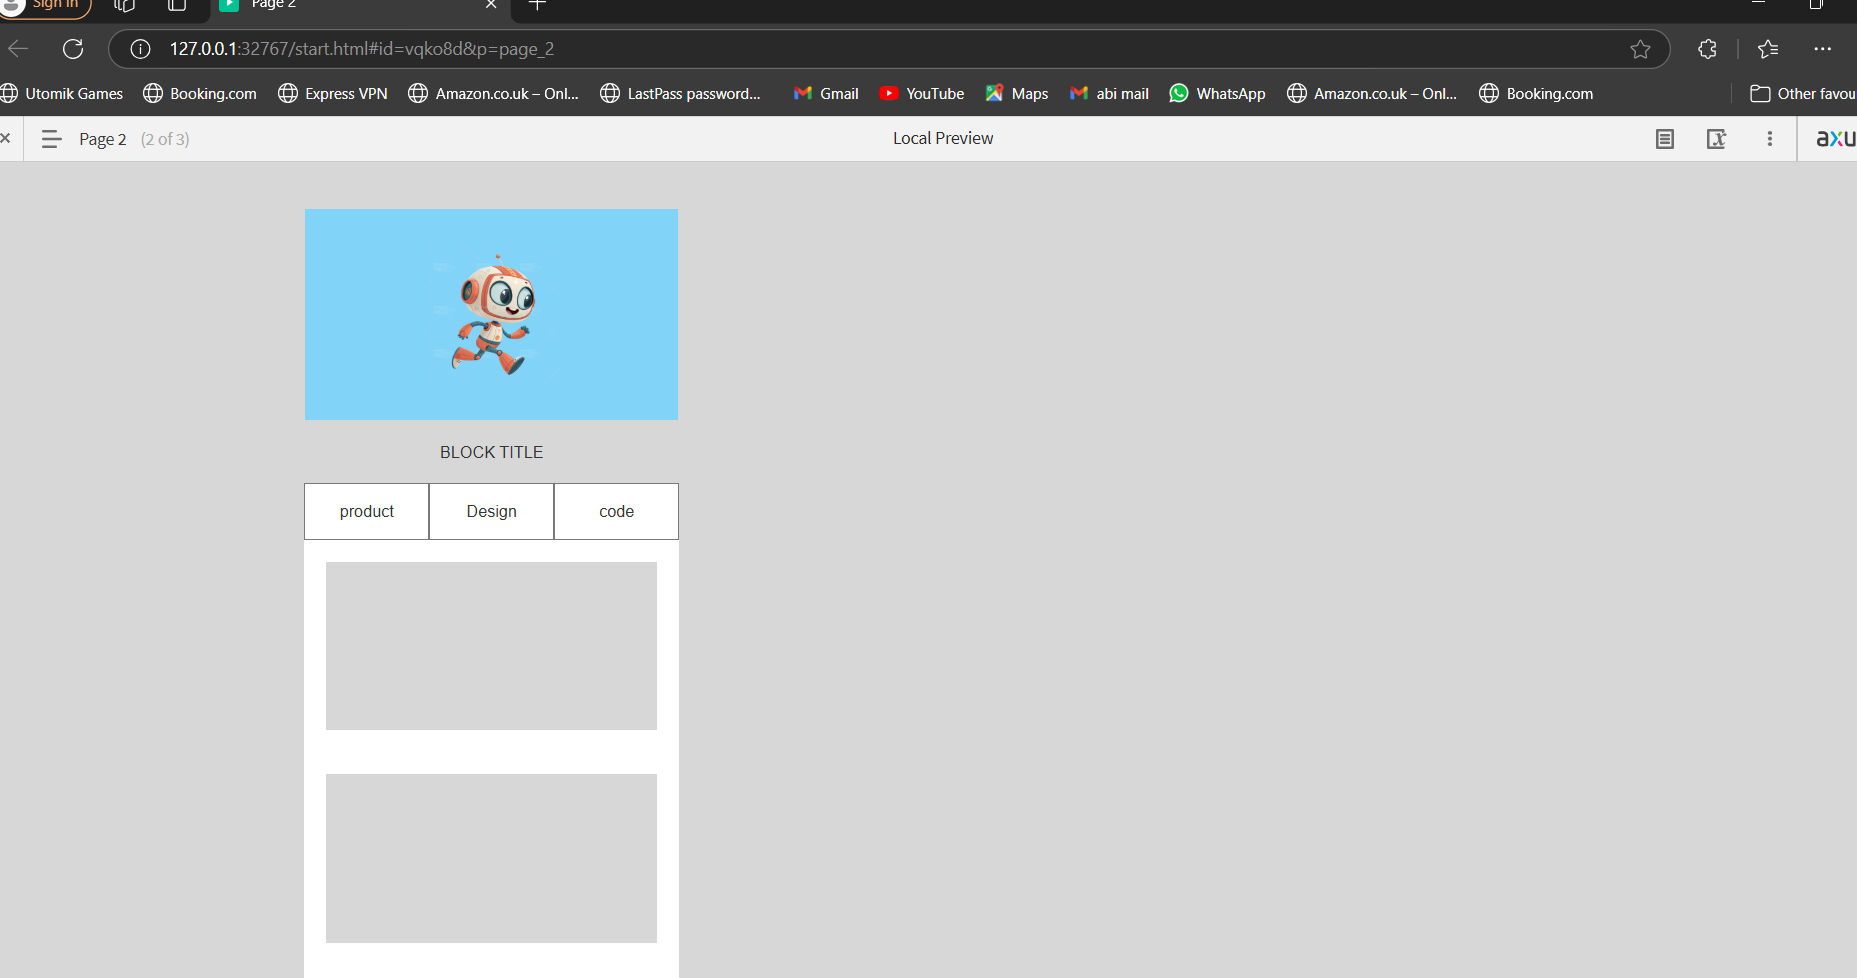 Sign in
Page 2
127.0.0.1:32767/start.html#id=vqko8d&p=page_2
Utomik Games Booking.com Express VPN Amazon.co.uk – Onl... LastPass password... Gmail YouTube Maps abi mail WhatsApp Amazon.co.uk – Onl... Booking.com Other favou
Page 2 (2 of 3) Local Preview axu
BLOCK TITLE
product Design code